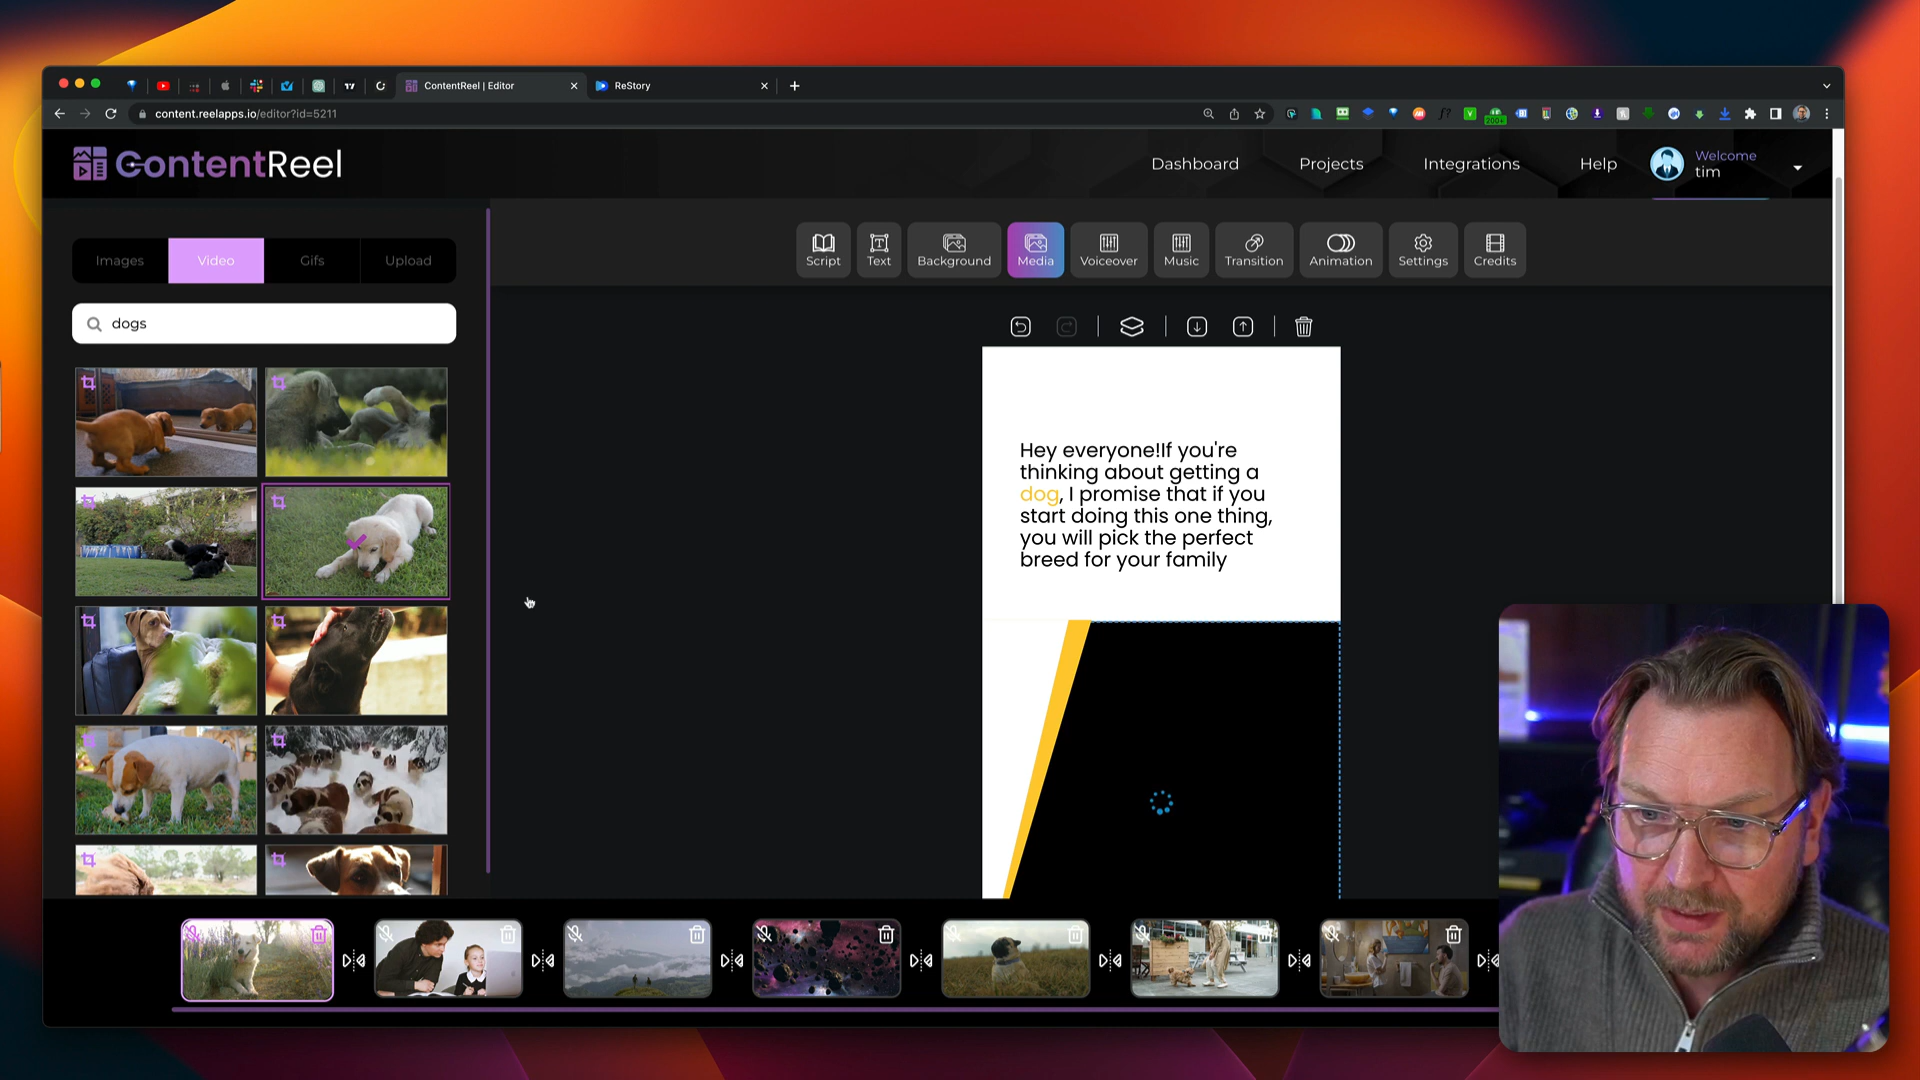 ContentReel | Editor
ReStory
content.reelapps.io/editor?id=5211
200+
ContentReel
Dashboard
Projects
Integrations
Help
Welcome
tim
Images
Video
Gifs
Upload
Script
Text
Background
Media
Voiceover
Music
Transition
Animation
Settings
Credits
dogs
Hey everyone!If you're
thinking about getting a
dog, I promise that if you
start doing this one thing,
you will pick the perfect
breed for your family